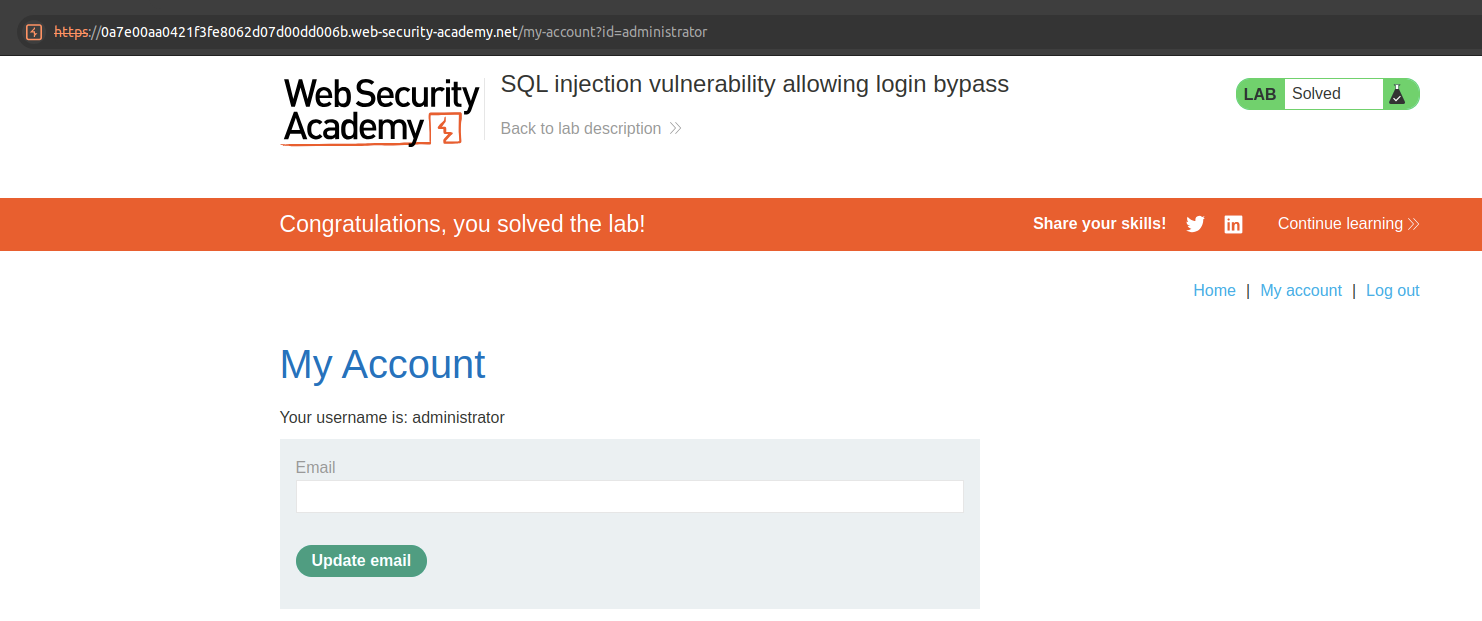 https://0a7e00aa0421f3fe8062d07d00dd006b.web-security-academy.net/my-account?id=administrator
Web Security
Academy
SQL injection vulnerability allowing login bypass
Back to lab description
LAB Solved
Congratulations, you solved the lab!
Share your skills!
Continue learning
Home | My account | Log out
My Account
Your username is: administrator
Email
Update email